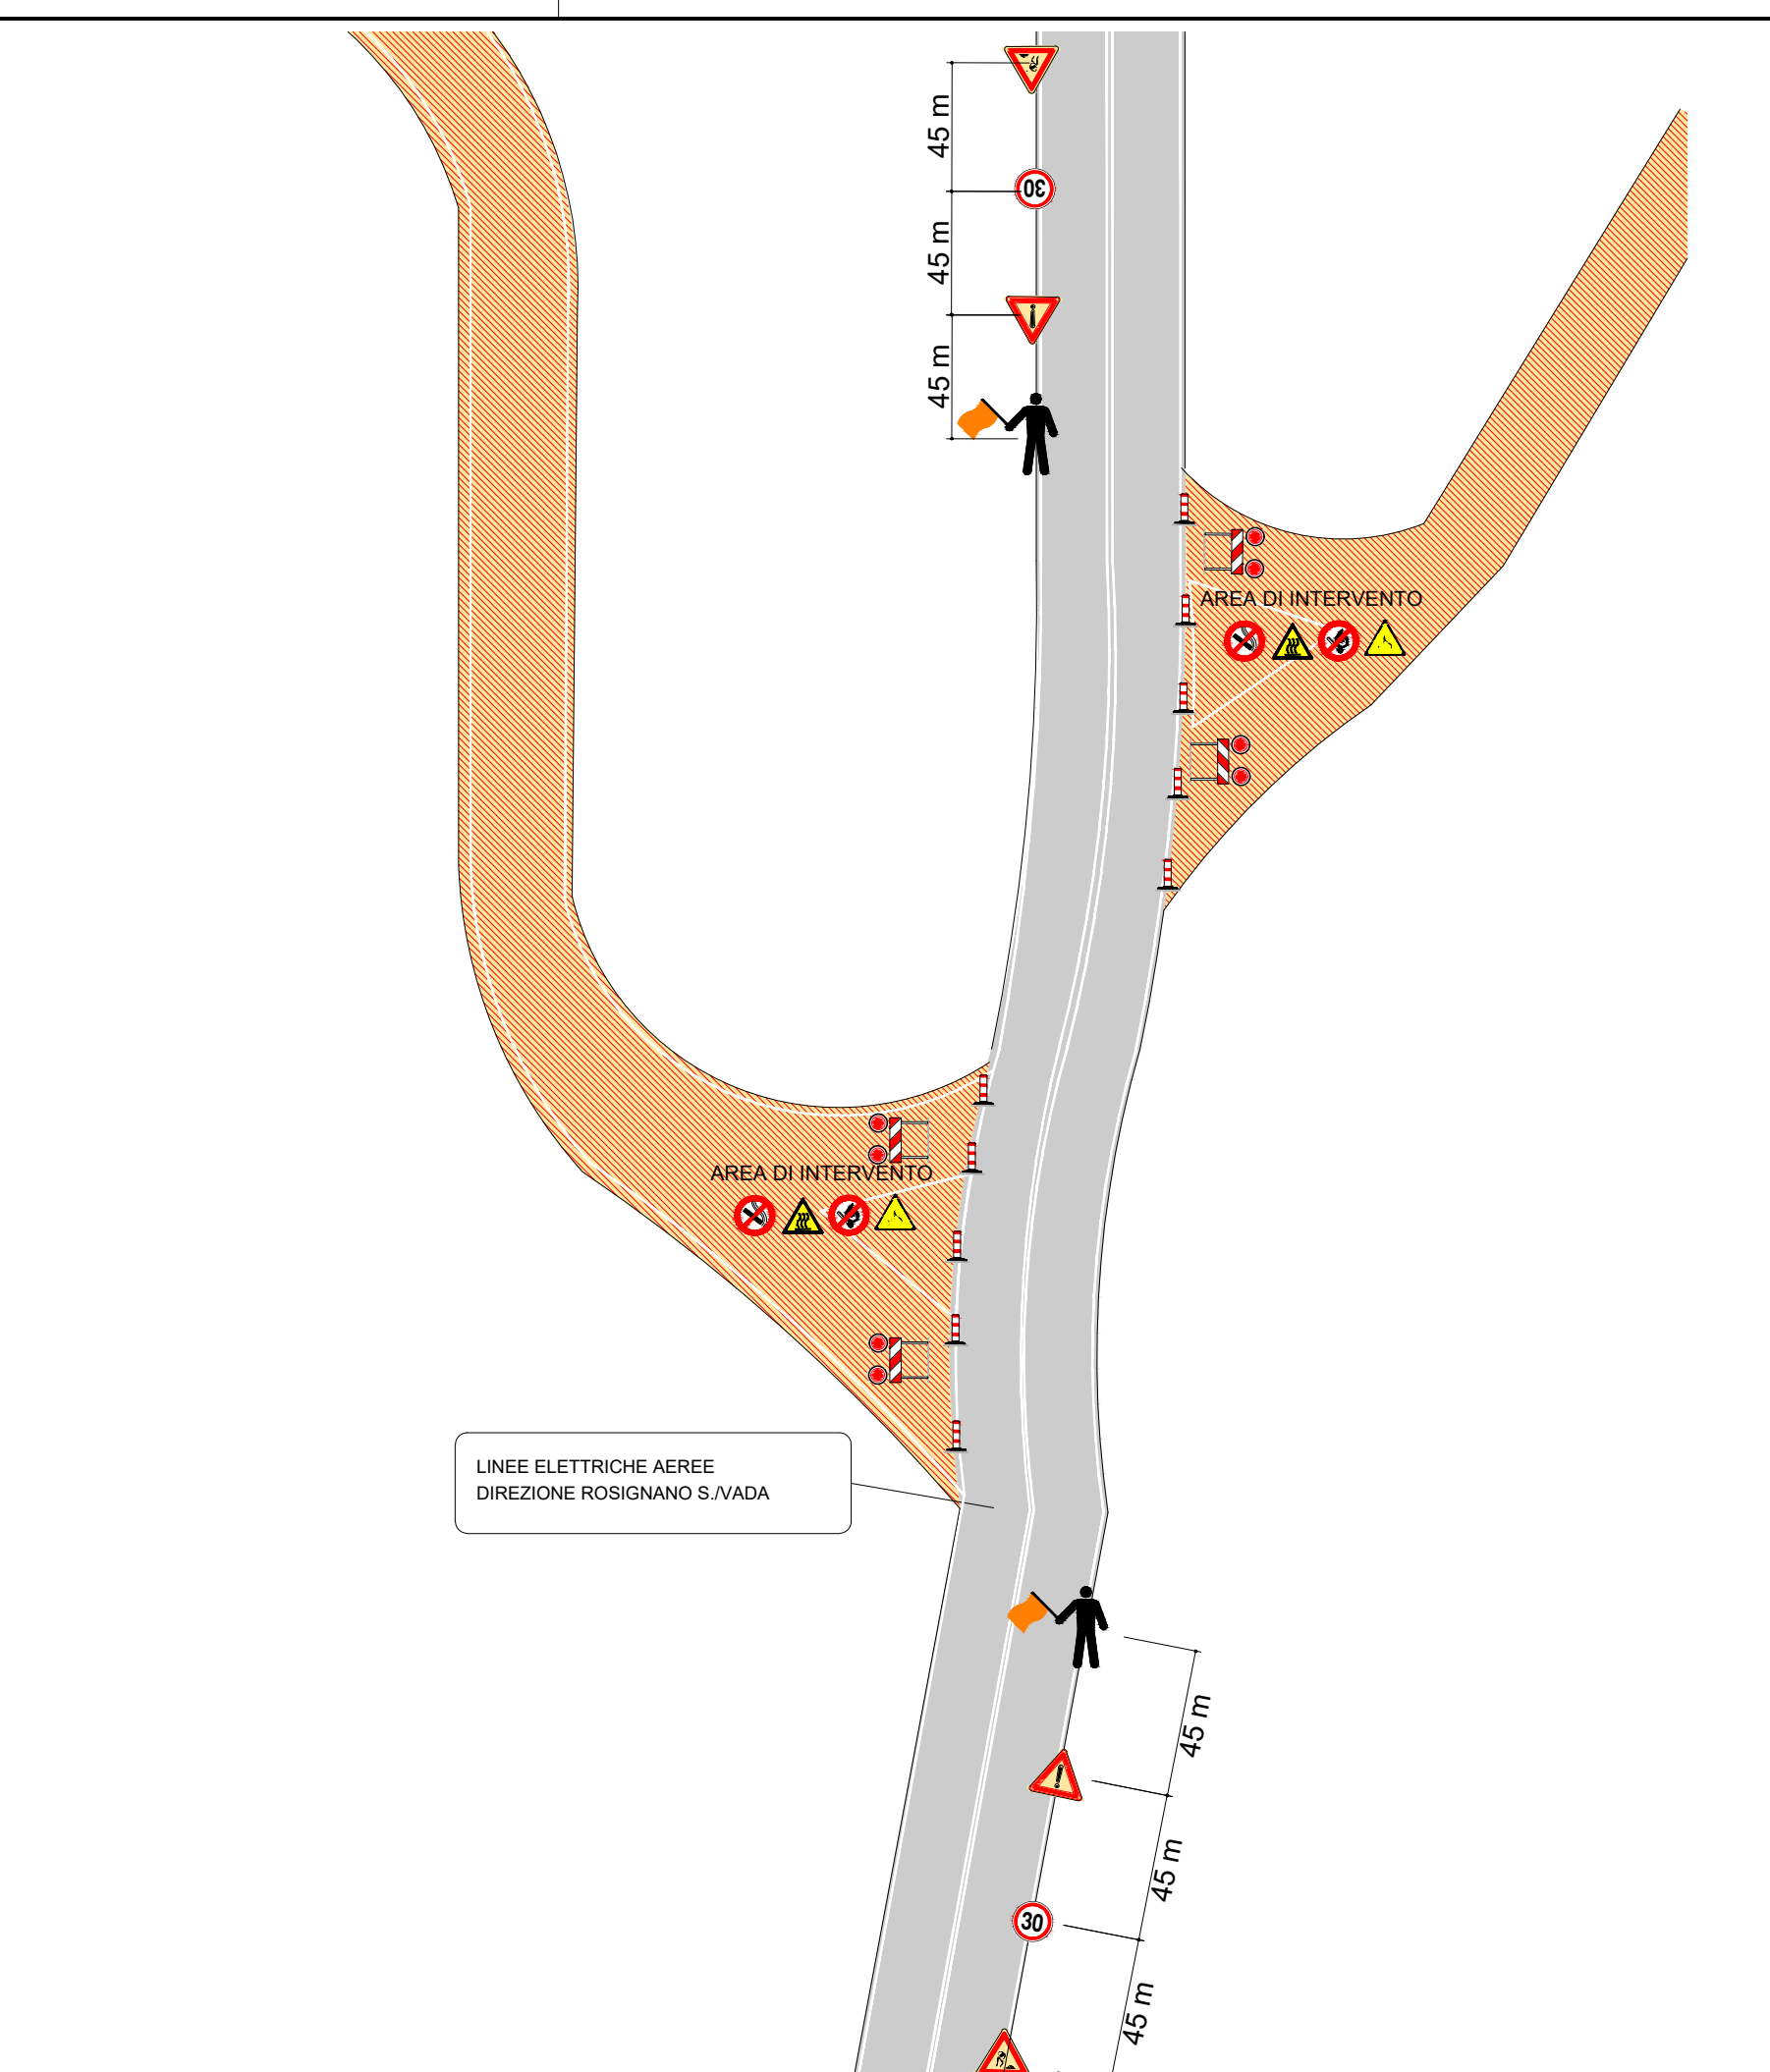 45 m
30
45 m
45 m
AREA DI INTERVENTO
AREA DI INTERVENTO
LINEE ELETTRICHE AEREE
DIREZIONE ROSIGNANO S./VADA
45 m
45 m
30
45 m